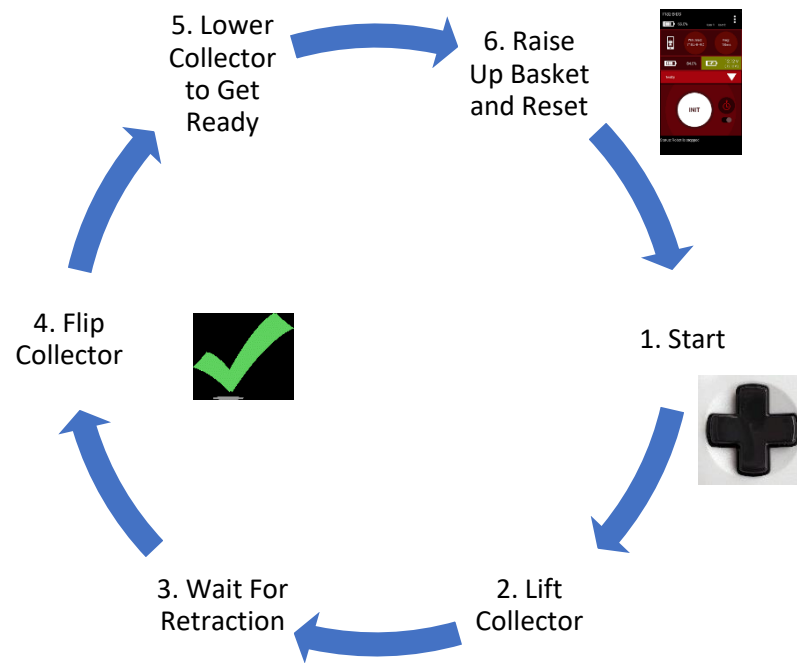 5. Lower
Collector
to Get
Ready
6. Raise
Up Basket
and Reset
INIT
1. Start
4. Flip
Collector
3. Wait For
Retraction
2. Lift
Collector